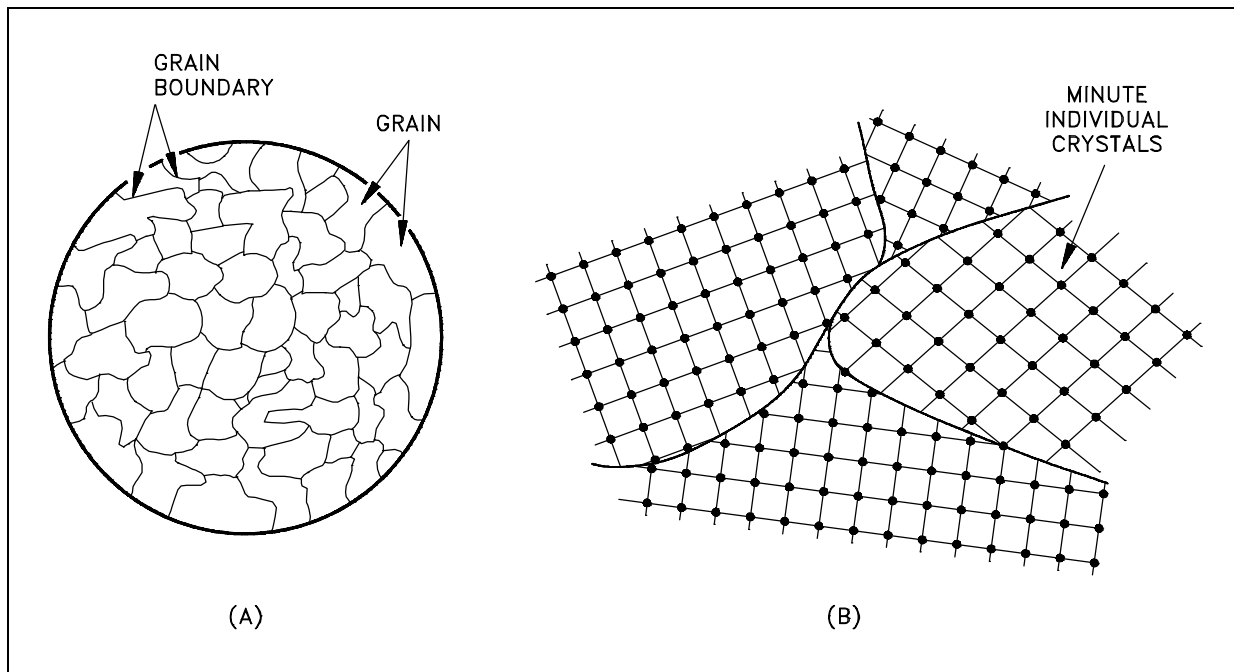 GRAIN
BOUNDARY
GRAIN
MINUTE
INDIVIDUAL
CRYSTALS
(A)
(B)